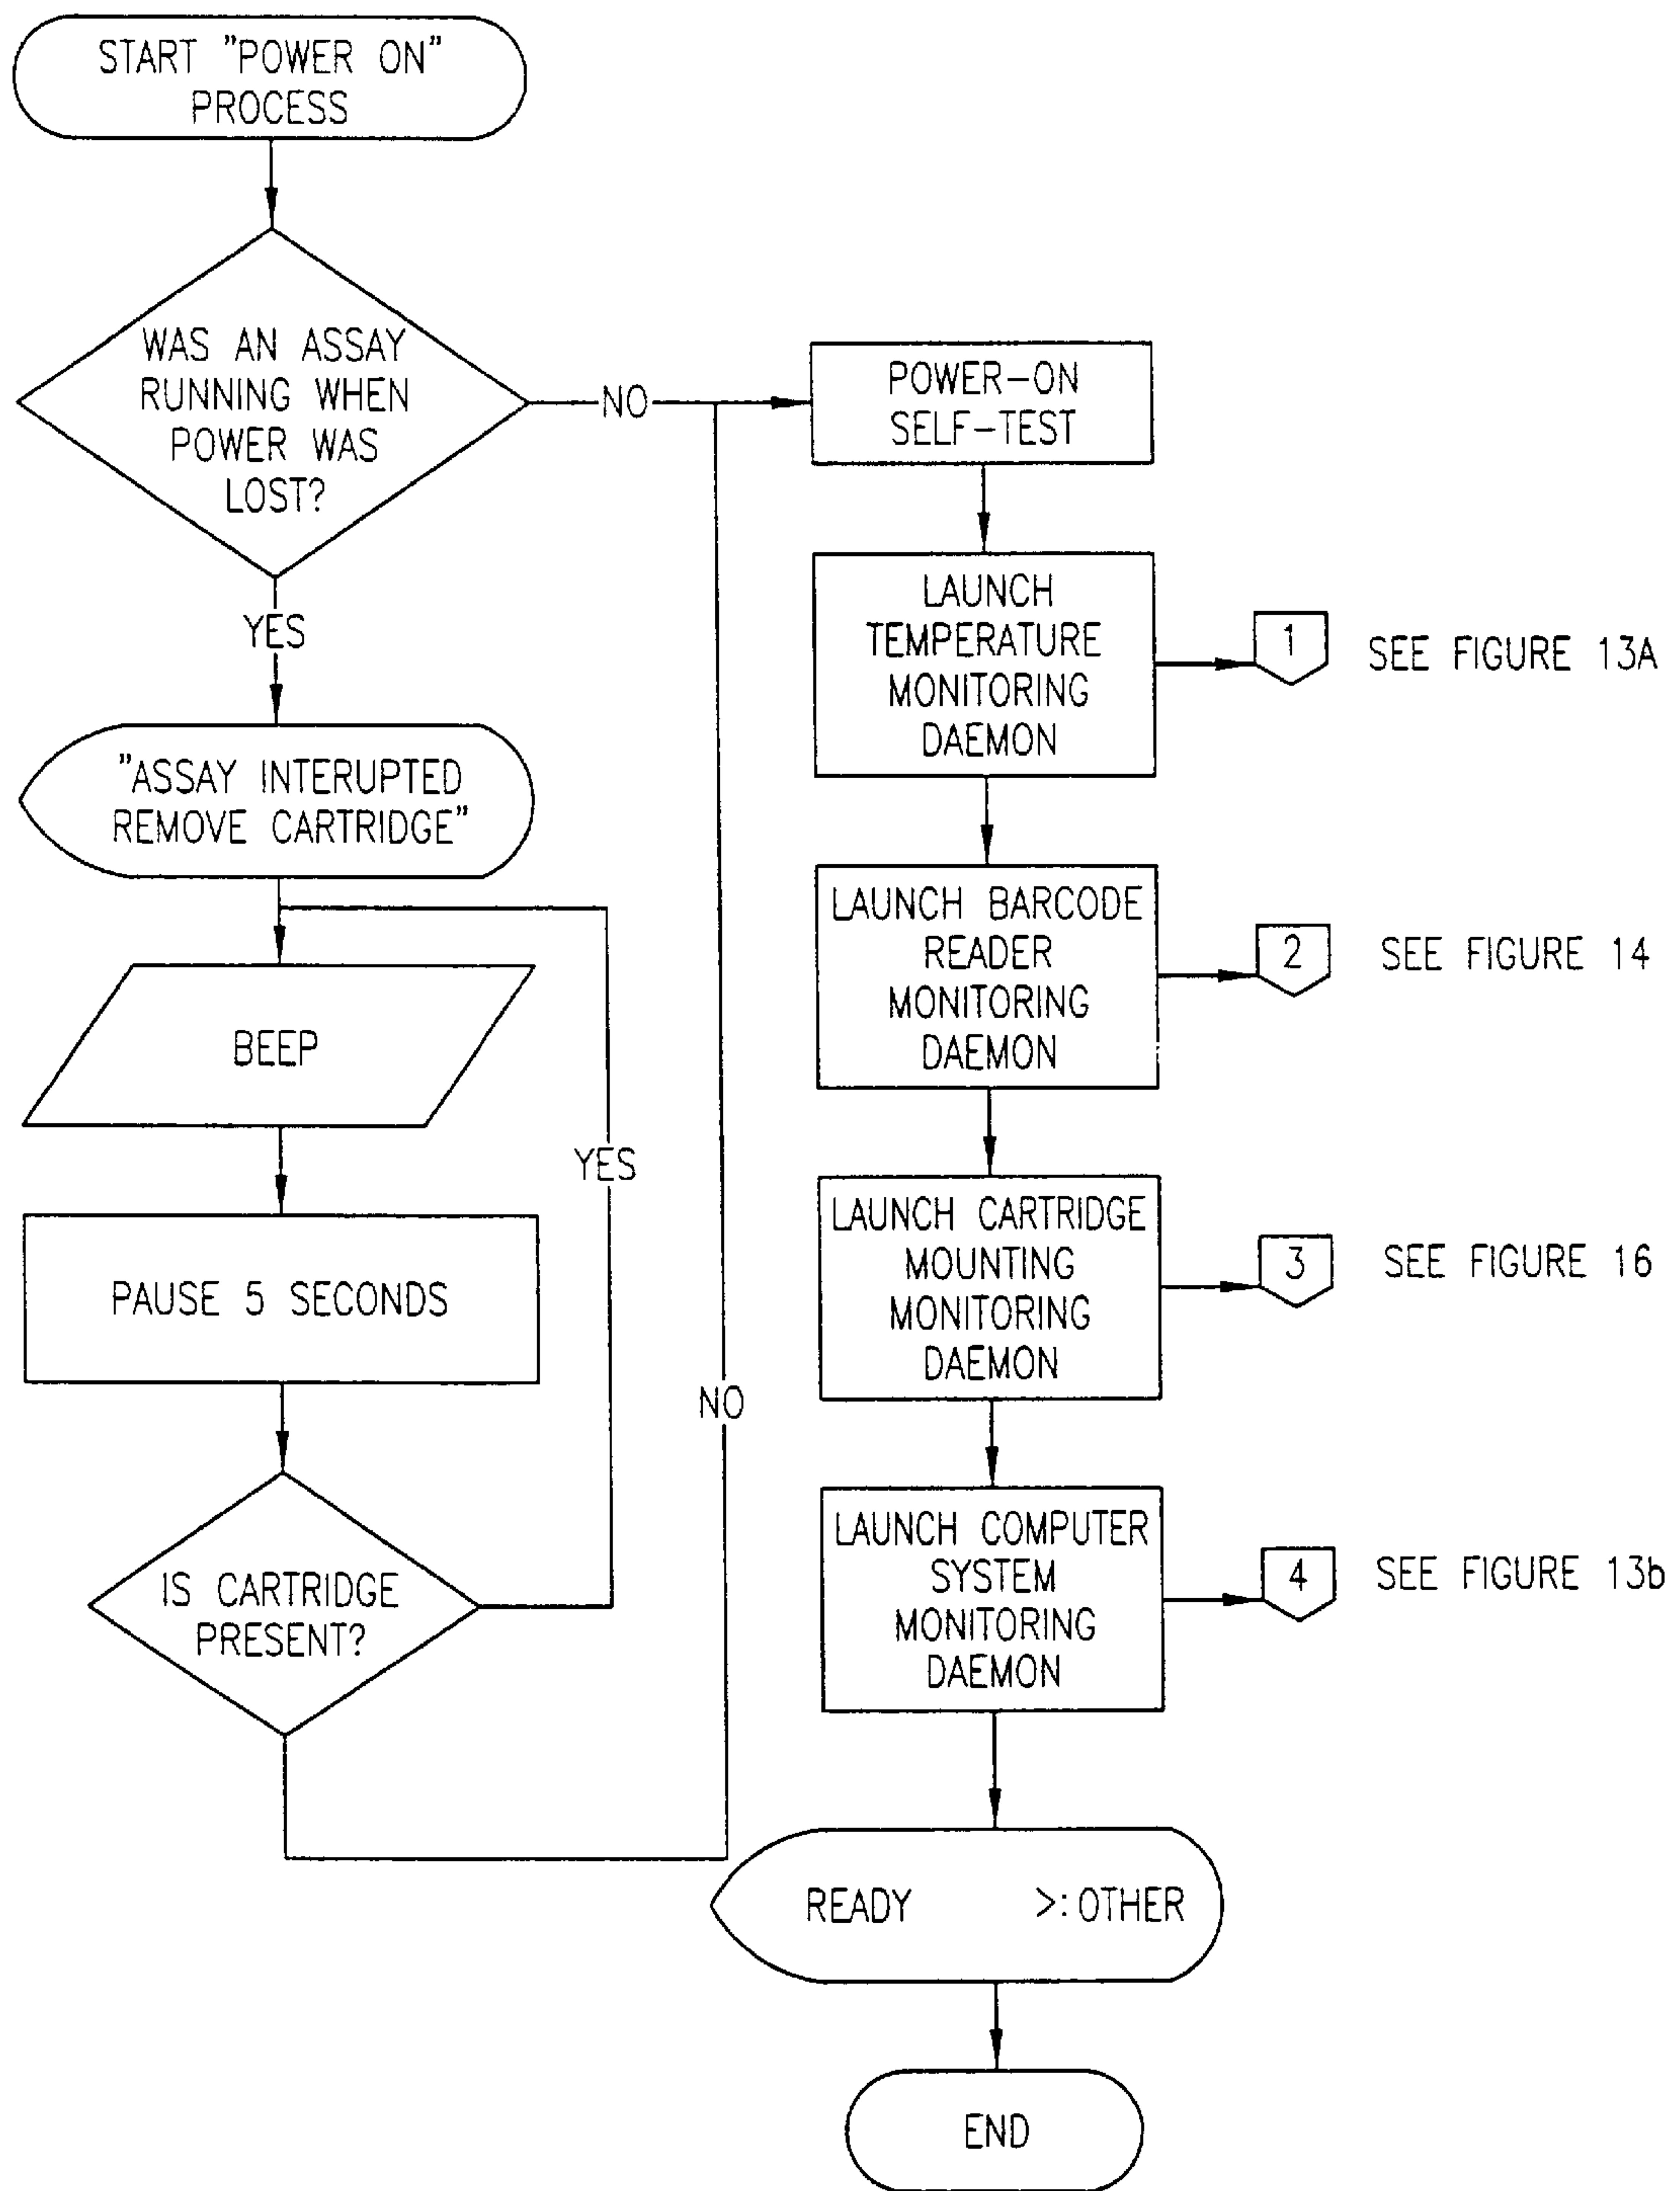 START "POWER ON"
PROCESS
WAS AN ASSAY
RUNNING WHEN
POWER WAS
LOST?
NO
YES
"ASSAY INTERUPTED
REMOVE CARTRIDGE"
BEEP
YES
PAUSE 5 SECONDS
IS CARTRIDGE
PRESENT?
NO
POWER-ON
SELF-TEST
LAUNCH
TEMPERATURE
MONITORING
DAEMON
1 SEE FIGURE 13A
LAUNCH BARCODE
READER
MONITORING
DAEMON
2 SEE FIGURE 14
LAUNCH CARTRIDGE
MOUNTING
MONITORING
DAEMON
3 SEE FIGURE 16
LAUNCH COMPUTER
SYSTEM
MONITORING
DAEMON
4 SEE FIGURE 13b
READY >:OTHER
END